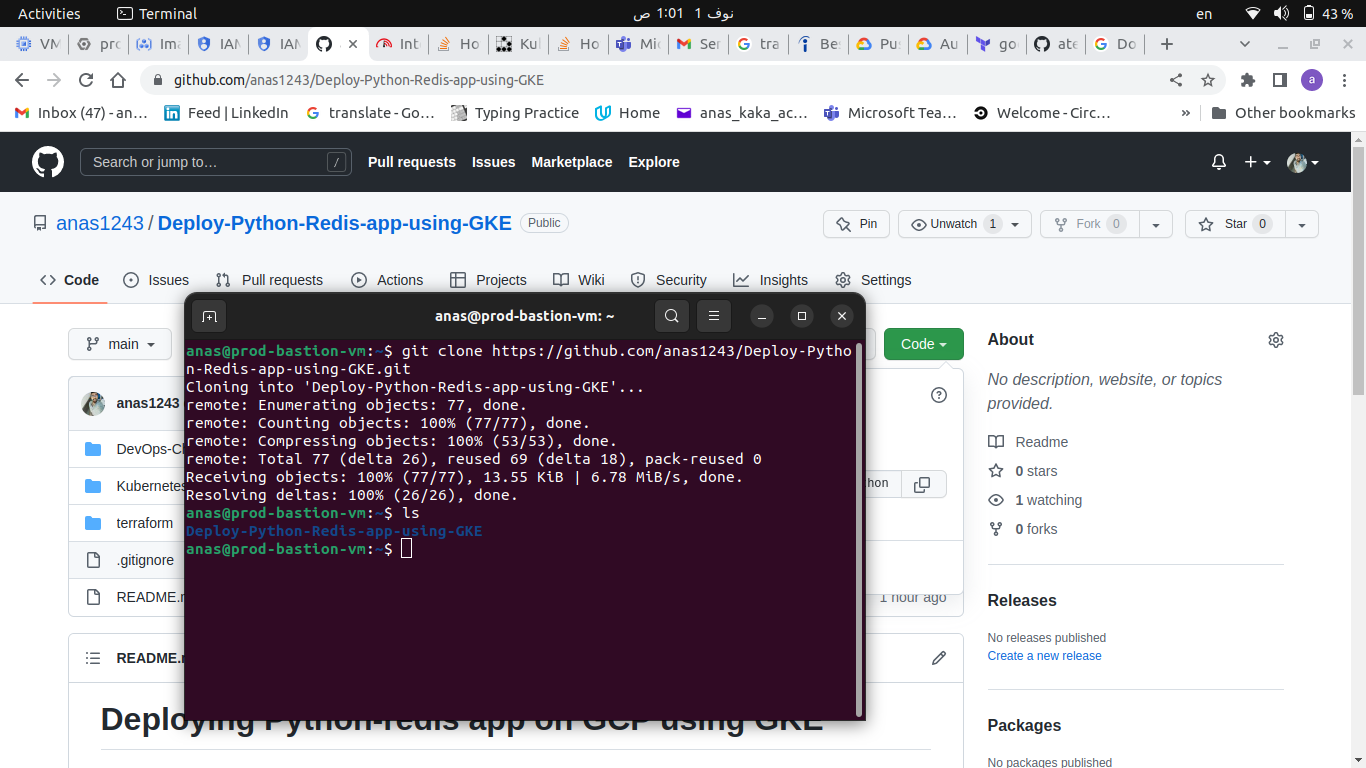 Activities Terminal نوف 1 1:01 ص en 43 %
VM pro Ima IAM IAM Int Ho Kul Ho Mic Ser tra Bes Pus Au goo ate Do
github.com/anas1243/Deploy-Python-Redis-app-using-GKE a
Inbox (47) - an… Feed | LinkedIn translate - Go… Typing Practice Home anas_kaka_ac… Microsoft Tea… Welcome - Circ… » Other bookmarks
Search or jump to… / Pull requests Issues Marketplace Explore
anas1243 / Deploy-Python-Redis-app-using-GKE Public Pin Unwatch 1 Fork 0 Star 0
Code Issues Pull requests Actions Projects Wiki Security Insights Settings
anas@prod-bastion-vm: ~
anas@prod-bastion-vm:~$ git clone https://github.com/anas1243/Deploy-Pytho
n-Redis-app-using-GKE.git
Cloning into 'Deploy-Python-Redis-app-using-GKE'...
remote: Enumerating objects: 77, done.
remote: Counting objects: 100% (77/77), done.
remote: Compressing objects: 100% (53/53), done.
remote: Total 77 (delta 26), reused 69 (delta 18), pack-reused 0
Receiving objects: 100% (77/77), 13.55 KiB | 6.78 MiB/s, done.
Resolving deltas: 100% (26/26), done.
anas@prod-bastion-vm:~$ ls
Deploy-Python-Redis-app-using-GKE
anas@prod-bastion-vm:~$
main Code
anas1243
DevOps-C
Kubernetes
terraform
.gitignore
README. 1 hour ago
README.
Deploying Python-redis app on GCP using GKE
About
No description, website, or topics
provided.
Readme
0 stars
1 watching
0 forks
Releases
No releases published
Create a new release
Packages
No packages published